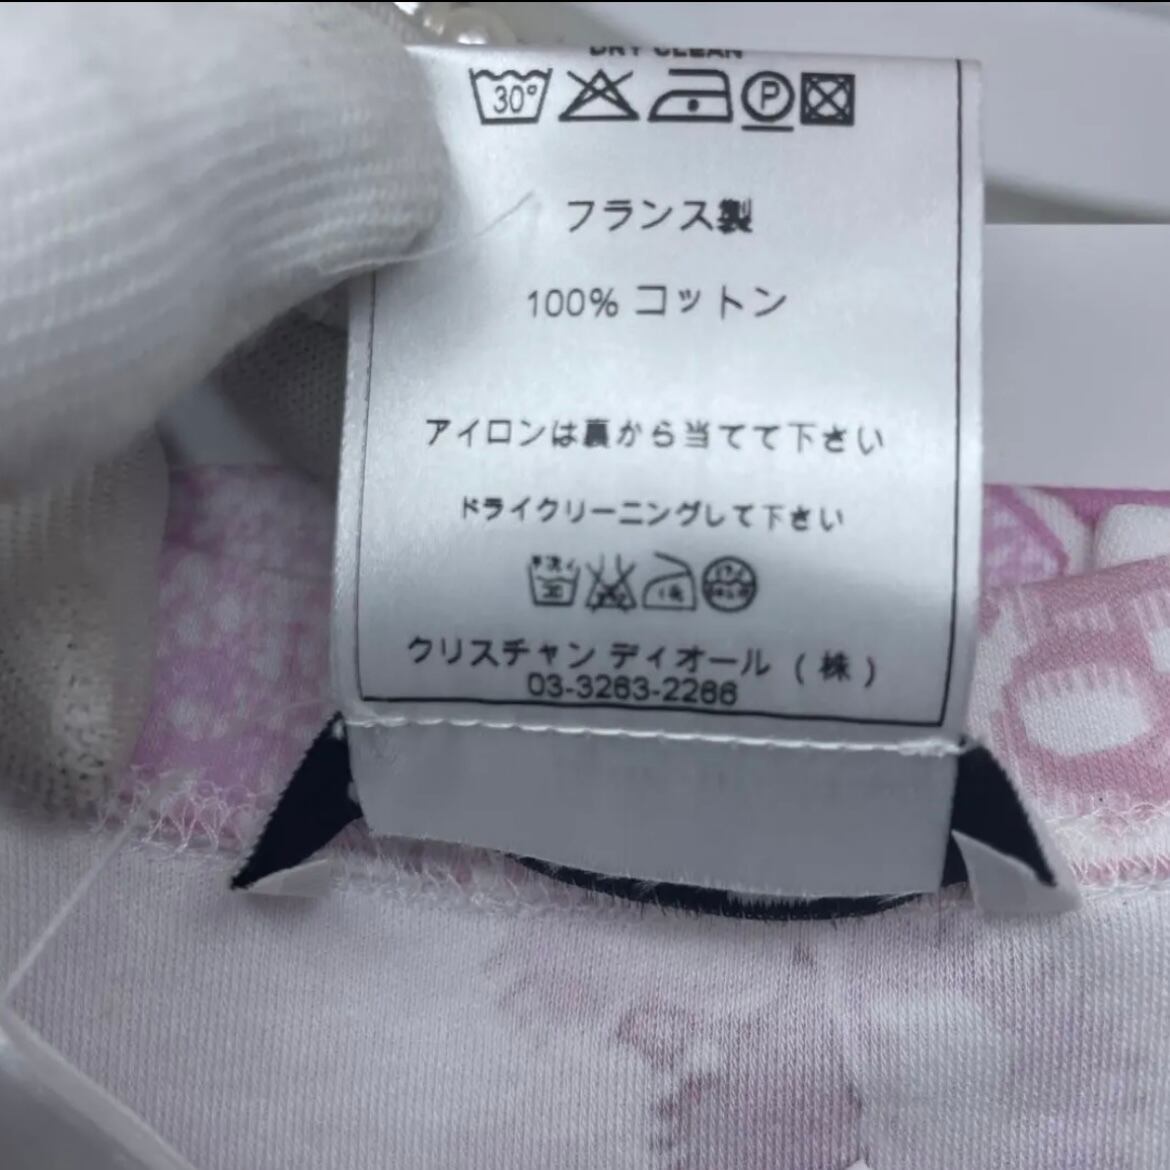 DRY CLEAN
30°
P
フランス製
100% コットン
アイロンは裏から当てて下さい
ドライクリーニングして下さい
クリスチャン ディオール (株)
03-3263-2266